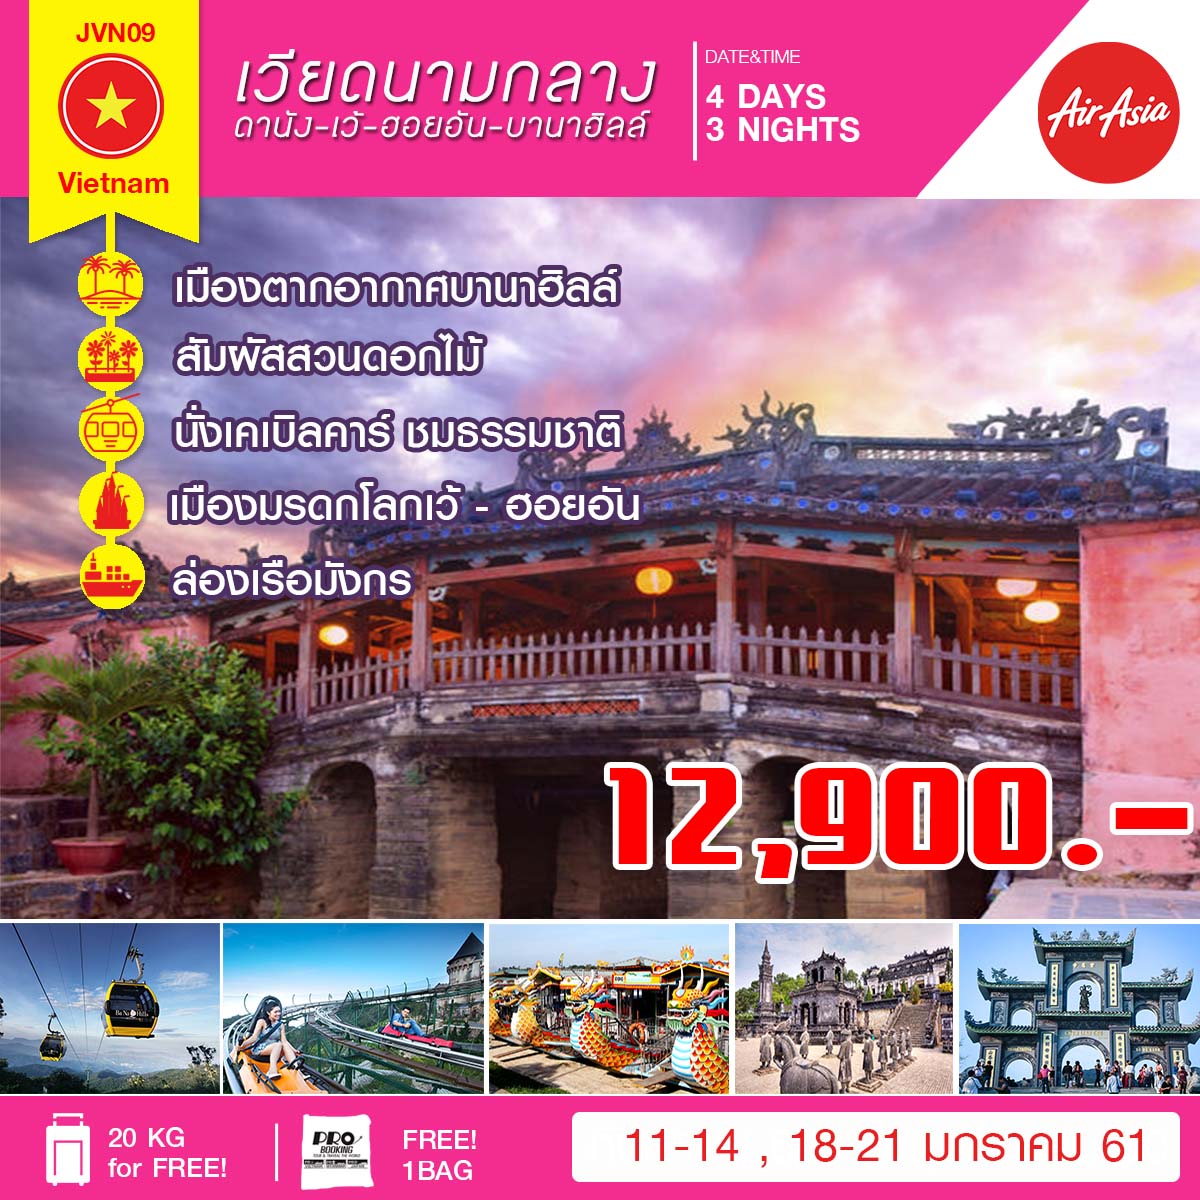 JVN09
Vietnam
เวียดนามกลาง
ดานัง-เว้-ฮอยอัน-บานาฮิลล์
DATE&TIME
4 DAYS
3 NIGHTS
AirAsia
เมืองตากอากาศบานาฮิลล์
สัมผัสสวนดอกไม้
นั่งเคเบิลคาร์ ชมธรรมชาติ
เมืองมรดกโลกเว้ - ฮอยอัน
ล่องเรือมังกร
12,900.-
Ba Na Hills
20 KG
for FREE!
PRO
BOOKING
TOUR & TRAVEL THE WORLD
FREE!
1BAG
11-14 , 18-21 มกราคม 61